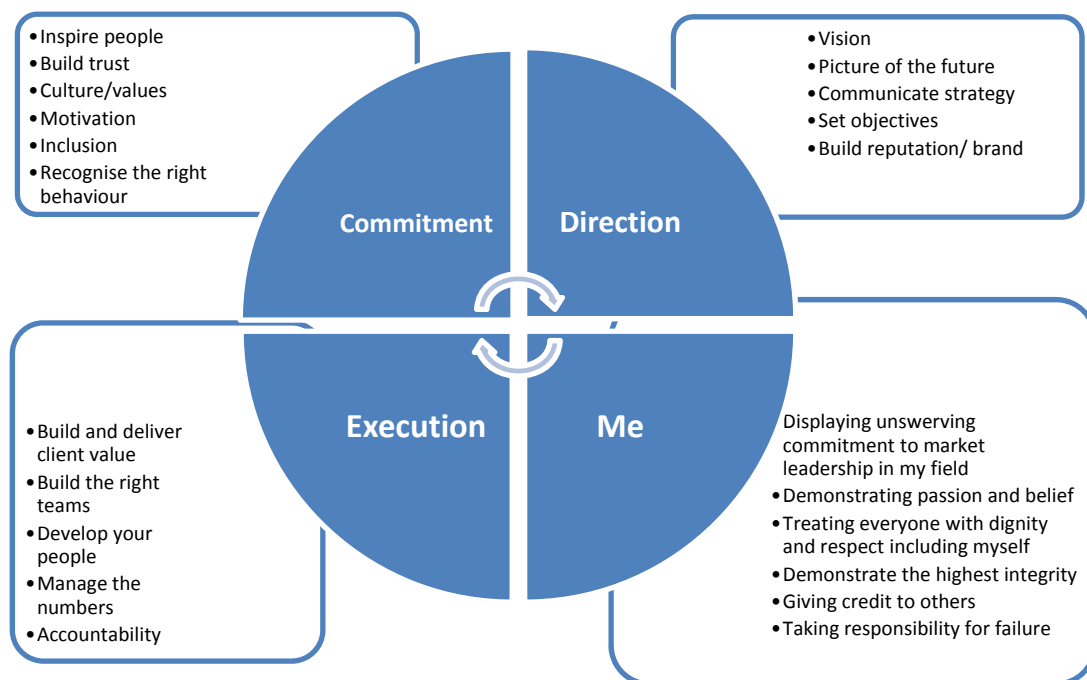 •Inspire people
•Build trust
•Culture/values
•Motivation
•Inclusion
•Recognise the right
behaviour
•Vision
•Picture of the future
•Communicate strategy
•Set objectives
•Build reputation/ brand
Commitment
Direction
Execution
Me
•Build and deliver
client value
•Build the right
teams
•Develop your
people
•Manage the
numbers
•Accountability
Displaying unswerving
commitment to market
leadership in my field
•Demonstrating passion and belief
•Treating everyone with dignity
and respect including myself
•Demonstrate the highest integrity
•Giving credit to others
•Taking responsibility for failure